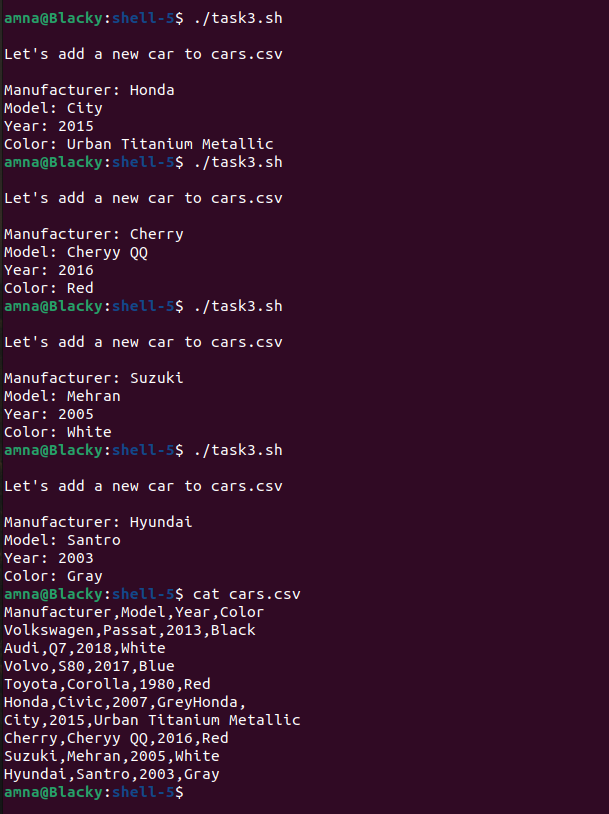 amna@Blacky:shell-5$ ./task3.sh
Let's add a new car to cars.csv
Manufacturer: Honda
Model: City
Year: 2015
Color: Urban Titanium Metallic
amna@Blacky:shell-5$ ./task3.sh
Let's add a new car to cars.csv
Manufacturer: Cherry
Model: Cheryy QQ
Year: 2016
Color: Red
amna@Blacky:shell-5$ ./task3.sh
Let's add a new car to cars.csv
Manufacturer: Suzuki
Model: Mehran
Year: 2005
Color: White
amna@Blacky:shell-5$ ./task3.sh
Let's add a new car to cars.csv
Manufacturer: Hyundai
Model: Santro
Year: 2003
Color: Gray
amna@Blacky:shell-5$ cat cars.csv
Manufacturer,Model,Year,Color
Volkswagen,Passat,2013,Black
Audi,Q7,2018,White
Volvo,S80,2017,Blue
Toyota,Corolla,1980,Red
Honda,Civic,2007,GreyHonda,
City,2015,Urban Titanium Metallic
Cherry,Cheryy QQ,2016,Red
Suzuki,Mehran,2005,White
Hyundai,Santro,2003,Gray
amna@Blacky:shell-5$